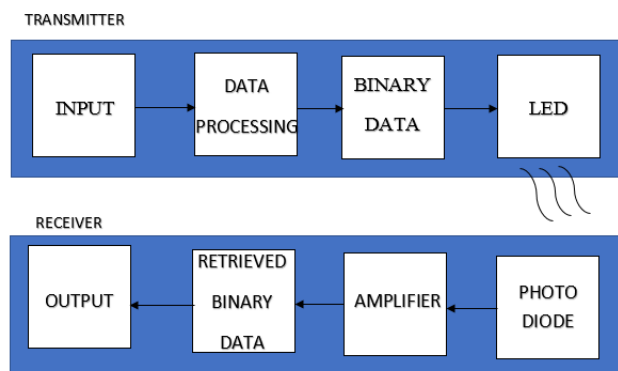 TRANSMITTER
INPUT
DATA
PROCESSING
BINARY
DATA
LED
RECEIVER
OUTPUT
RETRIEVED
BINARY
DATA
AMPLIFIER
PHOTO
DIODE